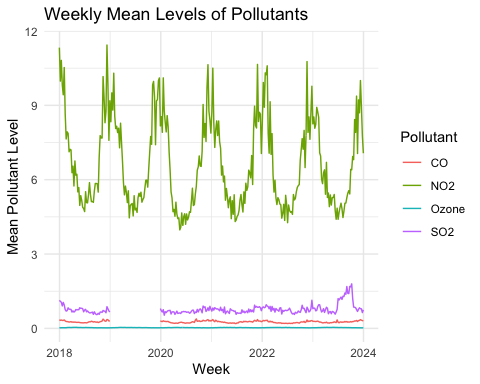 Weekly Mean Levels of Pollutants
12
9
6
3
0
Mean Pollutant Level
2018
2020
2022
2024
Week
Pollutant
CO
NO2
Ozone
SO2